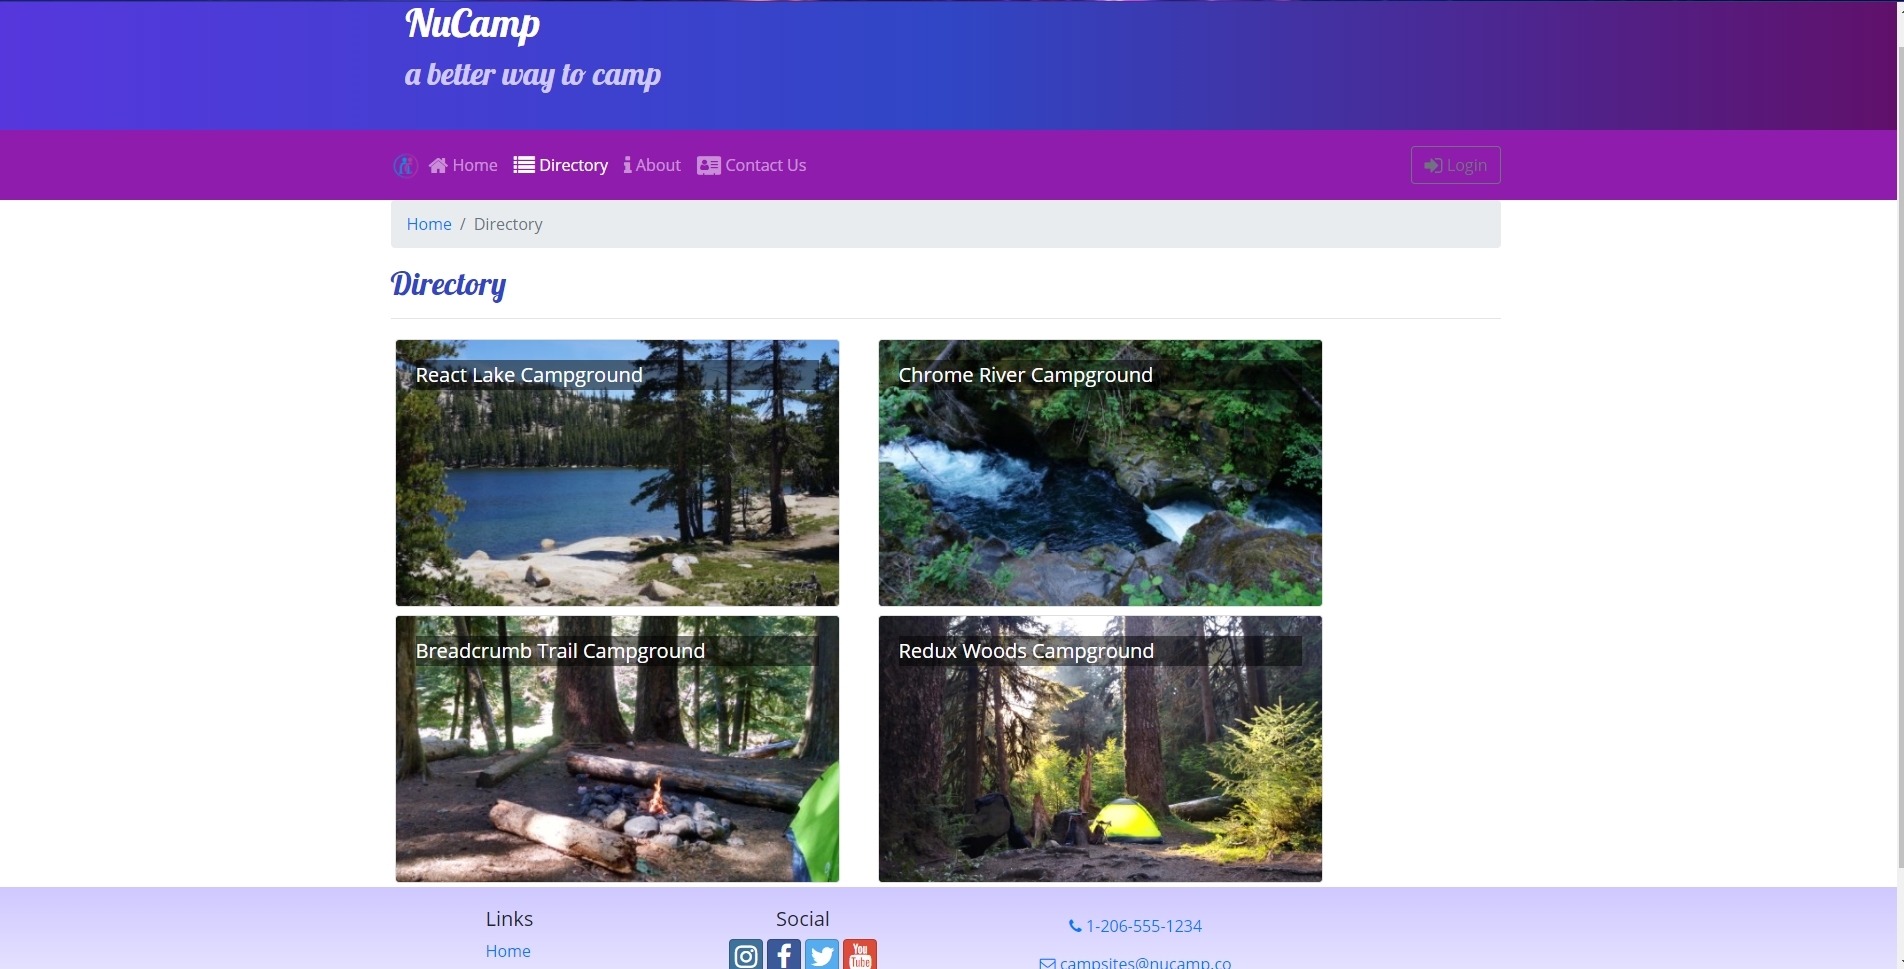 NuCamp
a better way to camp
Home Directory About Contact Us Login
Home / Directory
Directory
React Lake Campground
Chrome River Campground
Breadcrumb Trail Campground
Redux Woods Campground
Links
Home
Social
You Tube
1-206-555-1234
campsites@nucamp.co